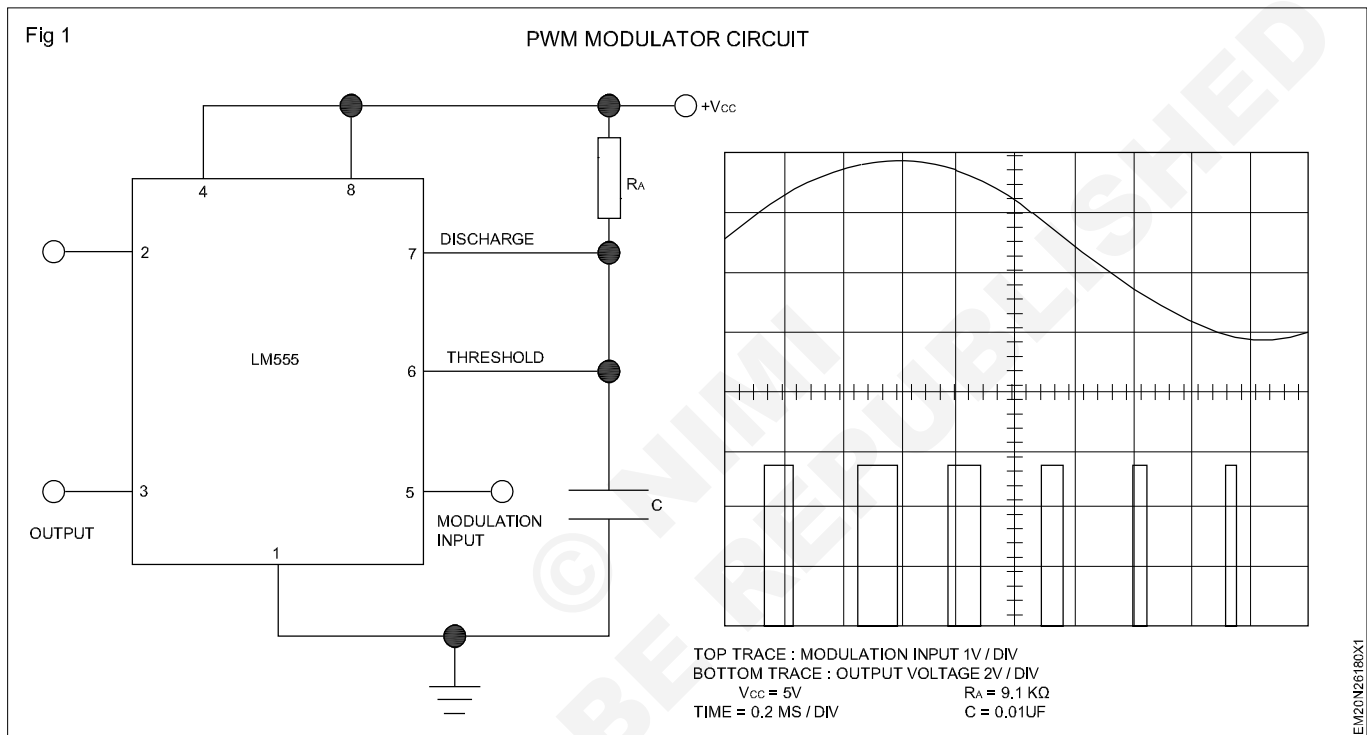 Fig 1
PWM MODULATOR CIRCUIT
+Vcc
4
8
RA
2
7
DISCHARGE
LM555
6
THRESHOLD
3
5
OUTPUT
MODULATION
INPUT
C
1
TOP TRACE : MODULATION INPUT 1V / DIV
BOTTOM TRACE : OUTPUT VOLTAGE 2V / DIV
Vcc = 5V RA = 9.1 KΩ
TIME = 0.2 MS / DIV C = 0.01UF
EM20N26180X1
© NIMI
BE REPUBLISHED